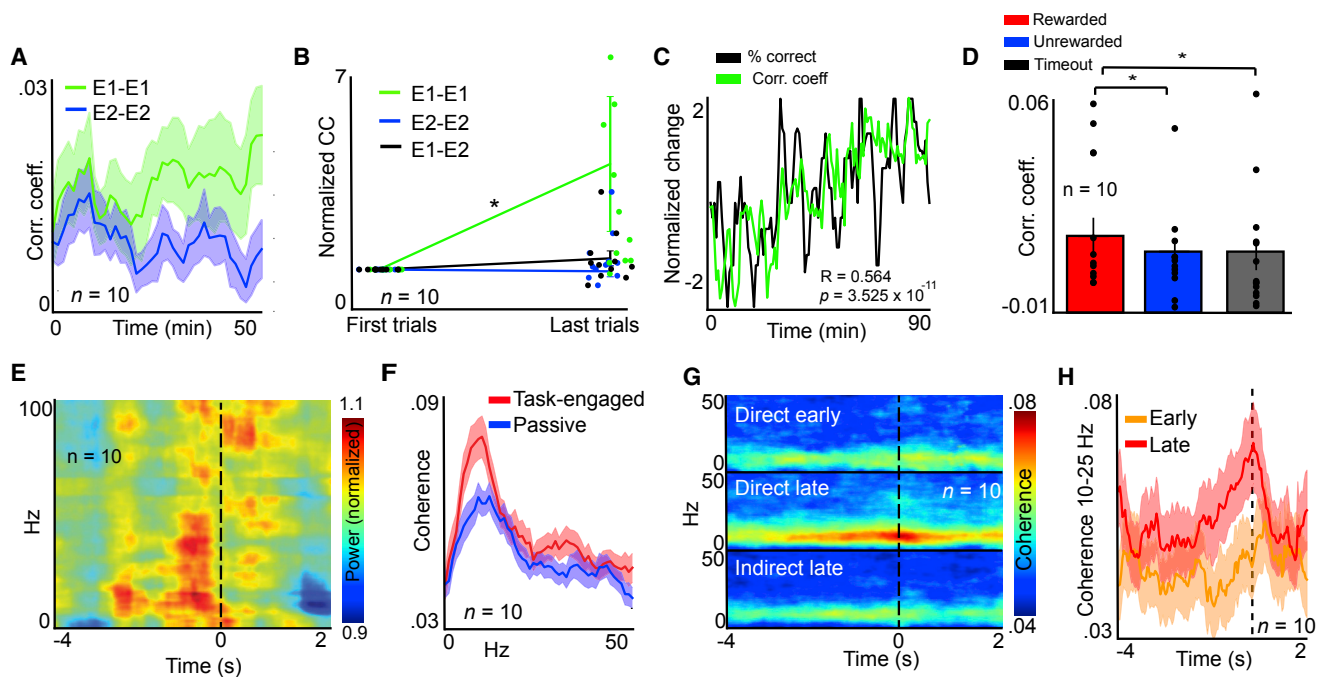 A
.03
E1-E1
E2-E2
Corr. coeff.
n = 10
0
0
Time (min)
50
B
7
E1-E1
E2-E2
E1-E2
Normalized CC
*
n = 10
0
First trials
Last trials
C
% correct
Corr. coeff
2
Normalized change
-2
R = 0.564
p = 3.525 x 10-11
0
Time (min)
90
Rewarded
Unrewarded
Timeout
D
*
*
0.06
Corr. coeff.
n = 10
-0.01
E
100
n = 10
Hz
0
-4
0
2
Time (s)
1.1
Power (normalized)
0.9
F
.09
Task-engaged
Passive
Coherence
n = 10
.03
0
Hz
50
G
50
Direct early
0
50
Direct late
n = 10
Hz
0
50
Indirect late
0
-4
0
2
Time (s)
.08
Coherence
.04
H
.08
Early
Late
Coherence 10-25 Hz
.03
n = 10
-4
Time (s)
2